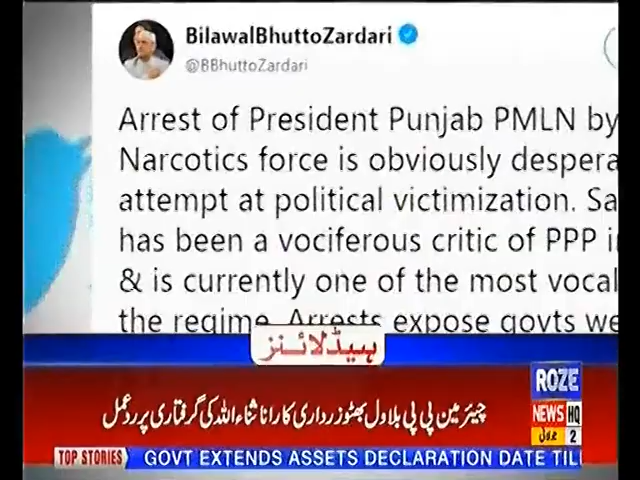 BilawalBhuttoZardari
@BBhuttoZardari
Arrest of President Punjab PMLN by
Narcotics force is obviously despera
attempt at political victimization. Sa
has been a vociferous critic of PPP i
& is currently one of the most vocal
the regime. Arrests expose govts we
ہیڈلائنز
چیئرمین پی پی بلاول بھٹو زرداری کا رانا ثناء اللہ کی گرفتاری پر ردعمل
ROZE
NEWS HQ
جولائی 2
TOP STORIES GOVT EXTENDS ASSETS DECLARATION DATE TILL